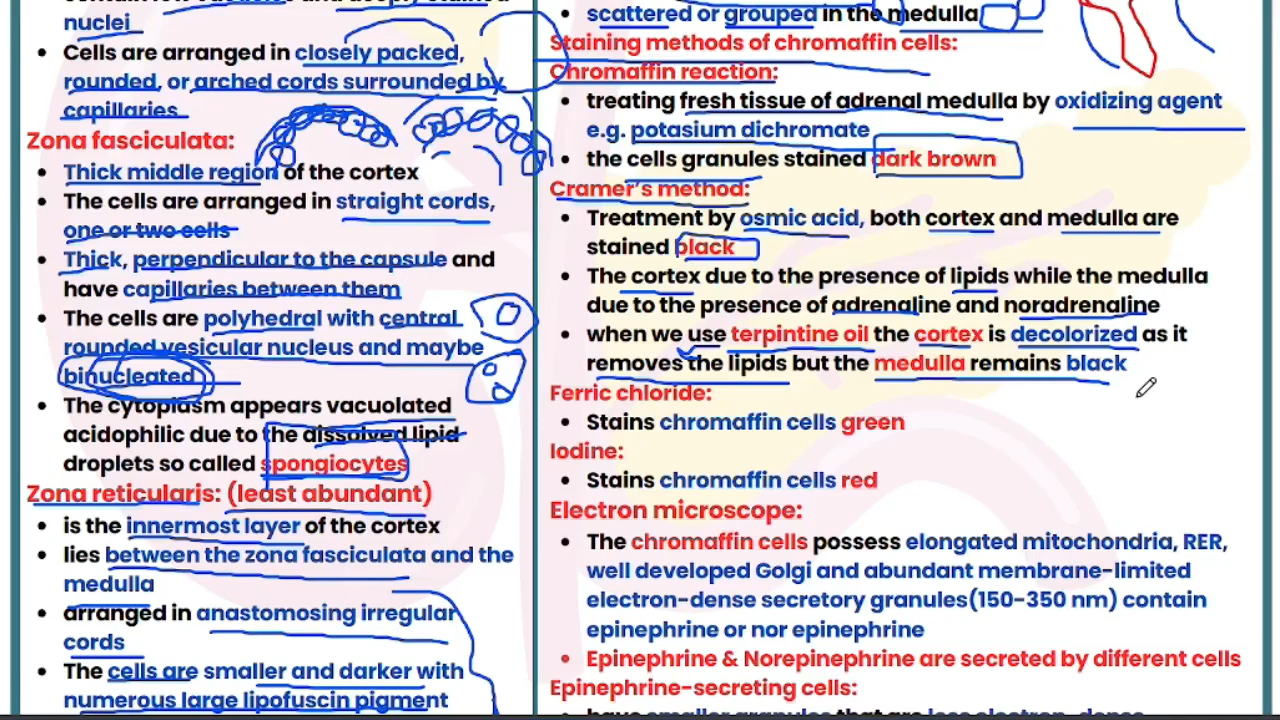 nuclei
• Cells are arranged in closely packed,
rounded, or arched cords surrounded by
capillaries
Zona fasciculata:
• Thick middle region of the cortex
• The cells are arranged in straight cords,
one or two cells
• Thick, perpendicular to the capsule and
have capillaries between them
• The cells are polyhedral with central
rounded vesicular nucleus and maybe
binucleated
• The cytoplasm appears vacuolated
acidophilic due to the dissolved lipid
droplets so called spongiocytes
Zona reticularis: (least abundant)
• is the innermost layer of the cortex
• lies between the zona fasciculata and the
medulla
• arranged in anastomosing irregular
cords
• The cells are smaller and darker with
numerous large lipofuscin pigment
scattered or grouped in the medulla
Staining methods of chromaffin cells:
Chromaffin reaction:
• treating fresh tissue of adrenal medulla by oxidizing agent
e.g. potasium dichromate
• the cells granules stained dark brown
Cramer's method:
• Treatment by osmic acid, both cortex and medulla are
stained black
• The cortex due to the presence of lipids while the medulla
due to the presence of adrenaline and noradrenaline
• when we use terpintine oil the cortex is decolorized as it
removes the lipids but the medulla remains black
Ferric chloride:
• Stains chromaffin cells green
Iodine:
• Stains chromaffin cells red
Electron microscope:
• The chromaffin cells possess elongated mitochondria, RER,
well developed Golgi and abundant membrane-limited
electron-dense secretory granules(150-350 nm) contain
epinephrine or nor epinephrine
• Epinephrine & Norepinephrine are secreted by different cells
Epinephrine-secreting cells:
• have smaller granules that are less electron-dense